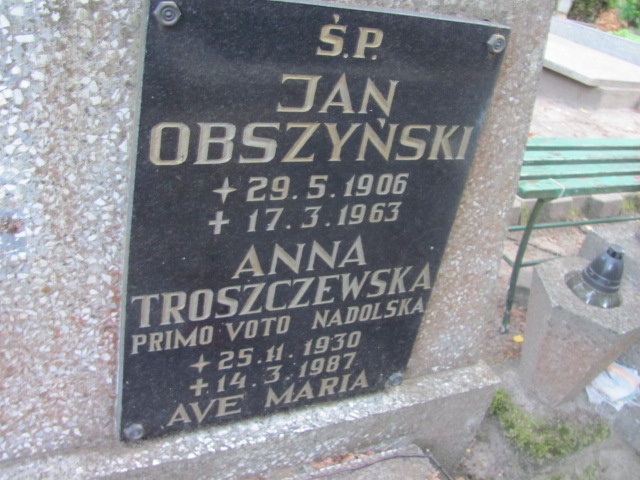 Ś.P.
JAN
OBSZYŃSKI
✦ 29.5.1906
✝ 17.3.1963
ANNA
TROSZCZEWSKA
PRIMO VOTO NADOLSKA
✦ 25.11.1930
✝ 14.3.1987
AVE MARIA